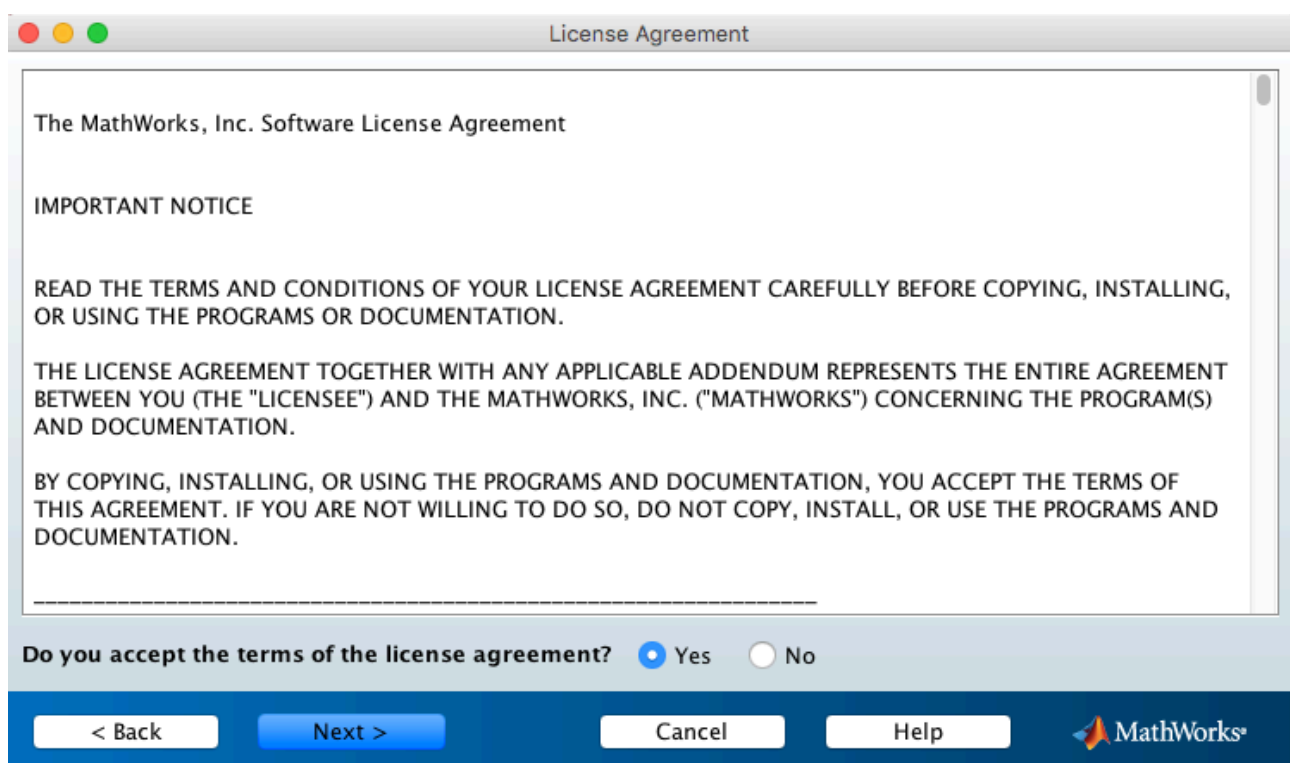 License Agreement
The MathWorks, Inc. Software License Agreement
IMPORTANT NOTICE
READ THE TERMS AND CONDITIONS OF YOUR LICENSE AGREEMENT CAREFULLY BEFORE COPYING, INSTALLING,
OR USING THE PROGRAMS OR DOCUMENTATION.
THE LICENSE AGREEMENT TOGETHER WITH ANY APPLICABLE ADDENDUM REPRESENTS THE ENTIRE AGREEMENT
BETWEEN YOU (THE "LICENSEE") AND THE MATHWORKS, INC. ("MATHWORKS") CONCERNING THE PROGRAM(S)
AND DOCUMENTATION.
BY COPYING, INSTALLING, OR USING THE PROGRAMS AND DOCUMENTATION, YOU ACCEPT THE TERMS OF
THIS AGREEMENT. IF YOU ARE NOT WILLING TO DO SO, DO NOT COPY, INSTALL, OR USE THE PROGRAMS AND
DOCUMENTATION.
Do you accept the terms of the license agreement? Yes No
< Back Next > Cancel Help MathWorks®